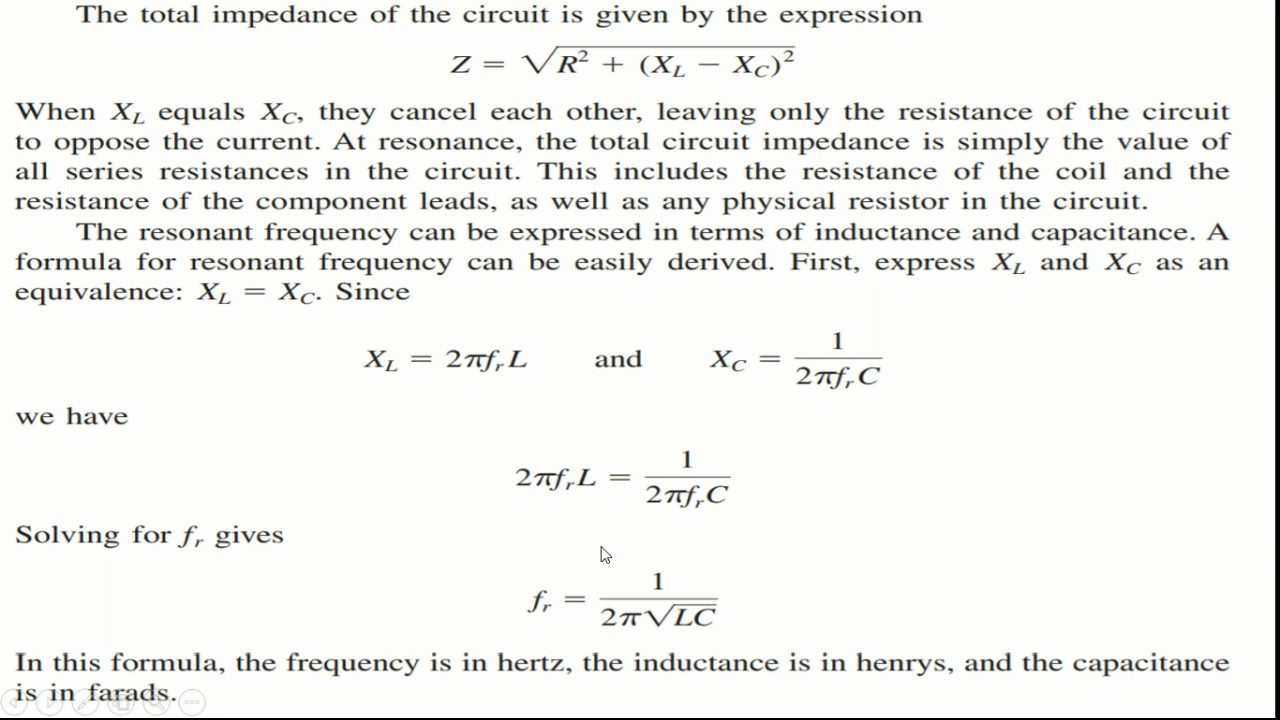 The total impedance of the circuit is given by the expression
Z = √(R² + (X_L − X_C)²)
When X_L equals X_C, they cancel each other, leaving only the resistance of the circuit
to oppose the current. At resonance, the total circuit impedance is simply the value of
all series resistances in the circuit. This includes the resistance of the coil and the
resistance of the component leads, as well as any physical resistor in the circuit.
The resonant frequency can be expressed in terms of inductance and capacitance. A
formula for resonant frequency can be easily derived. First, express X_L and X_C as an
equivalence: X_L = X_C. Since
X_L = 2πf_r L and X_C = 1/(2πf_r C)
we have
2πf_r L = 1/(2πf_r C)
Solving for f_r gives
f_r = 1/(2π√(LC))
In this formula, the frequency is in hertz, the inductance is in henrys, and the capacitance
is in farads.